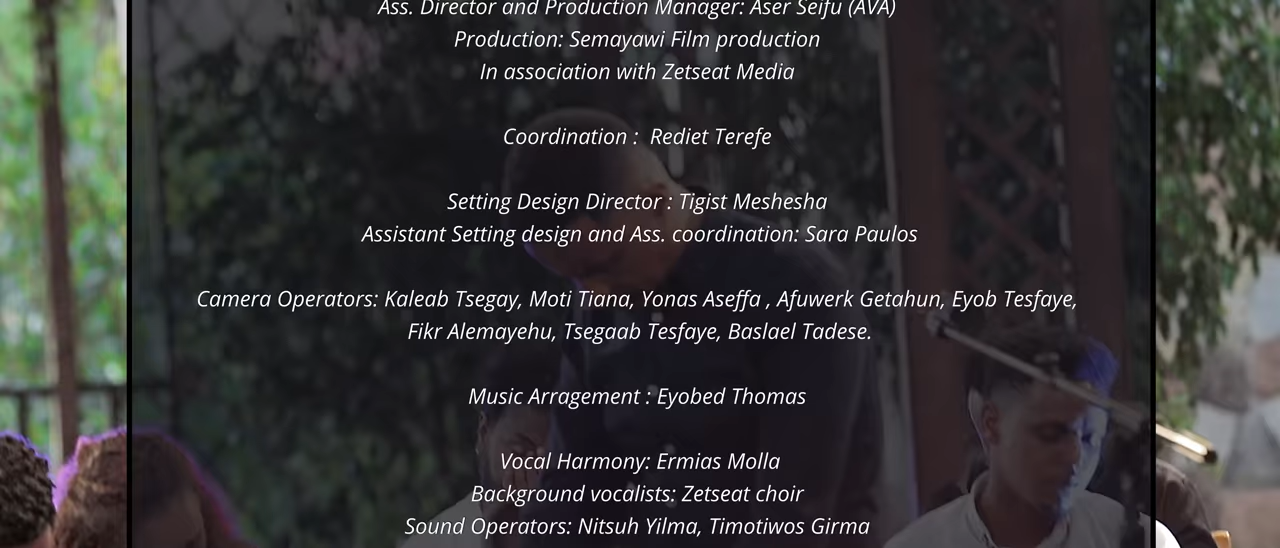 Ass. Director and Production Manager: Aser Seifu (AVA)
Production: Semayawi Film production
In association with Zetseat Media
Coordination :  Rediet Terefe
Setting Design Director : Tigist Meshesha
Assistant Setting design and Ass. coordination: Sara Paulos
Camera Operators: Kaleab Tsegay, Moti Tiana, Yonas Aseffa , Afuwerk Getahun, Eyob Tesfaye,
Fikr Alemayehu, Tsegaab Tesfaye, Baslael Tadese.
Music Arragement : Eyobed Thomas
Vocal Harmony: Ermias Molla
Background vocalists: Zetseat choir
Sound Operators: Nitsuh Yilma, Timotiwos Girma